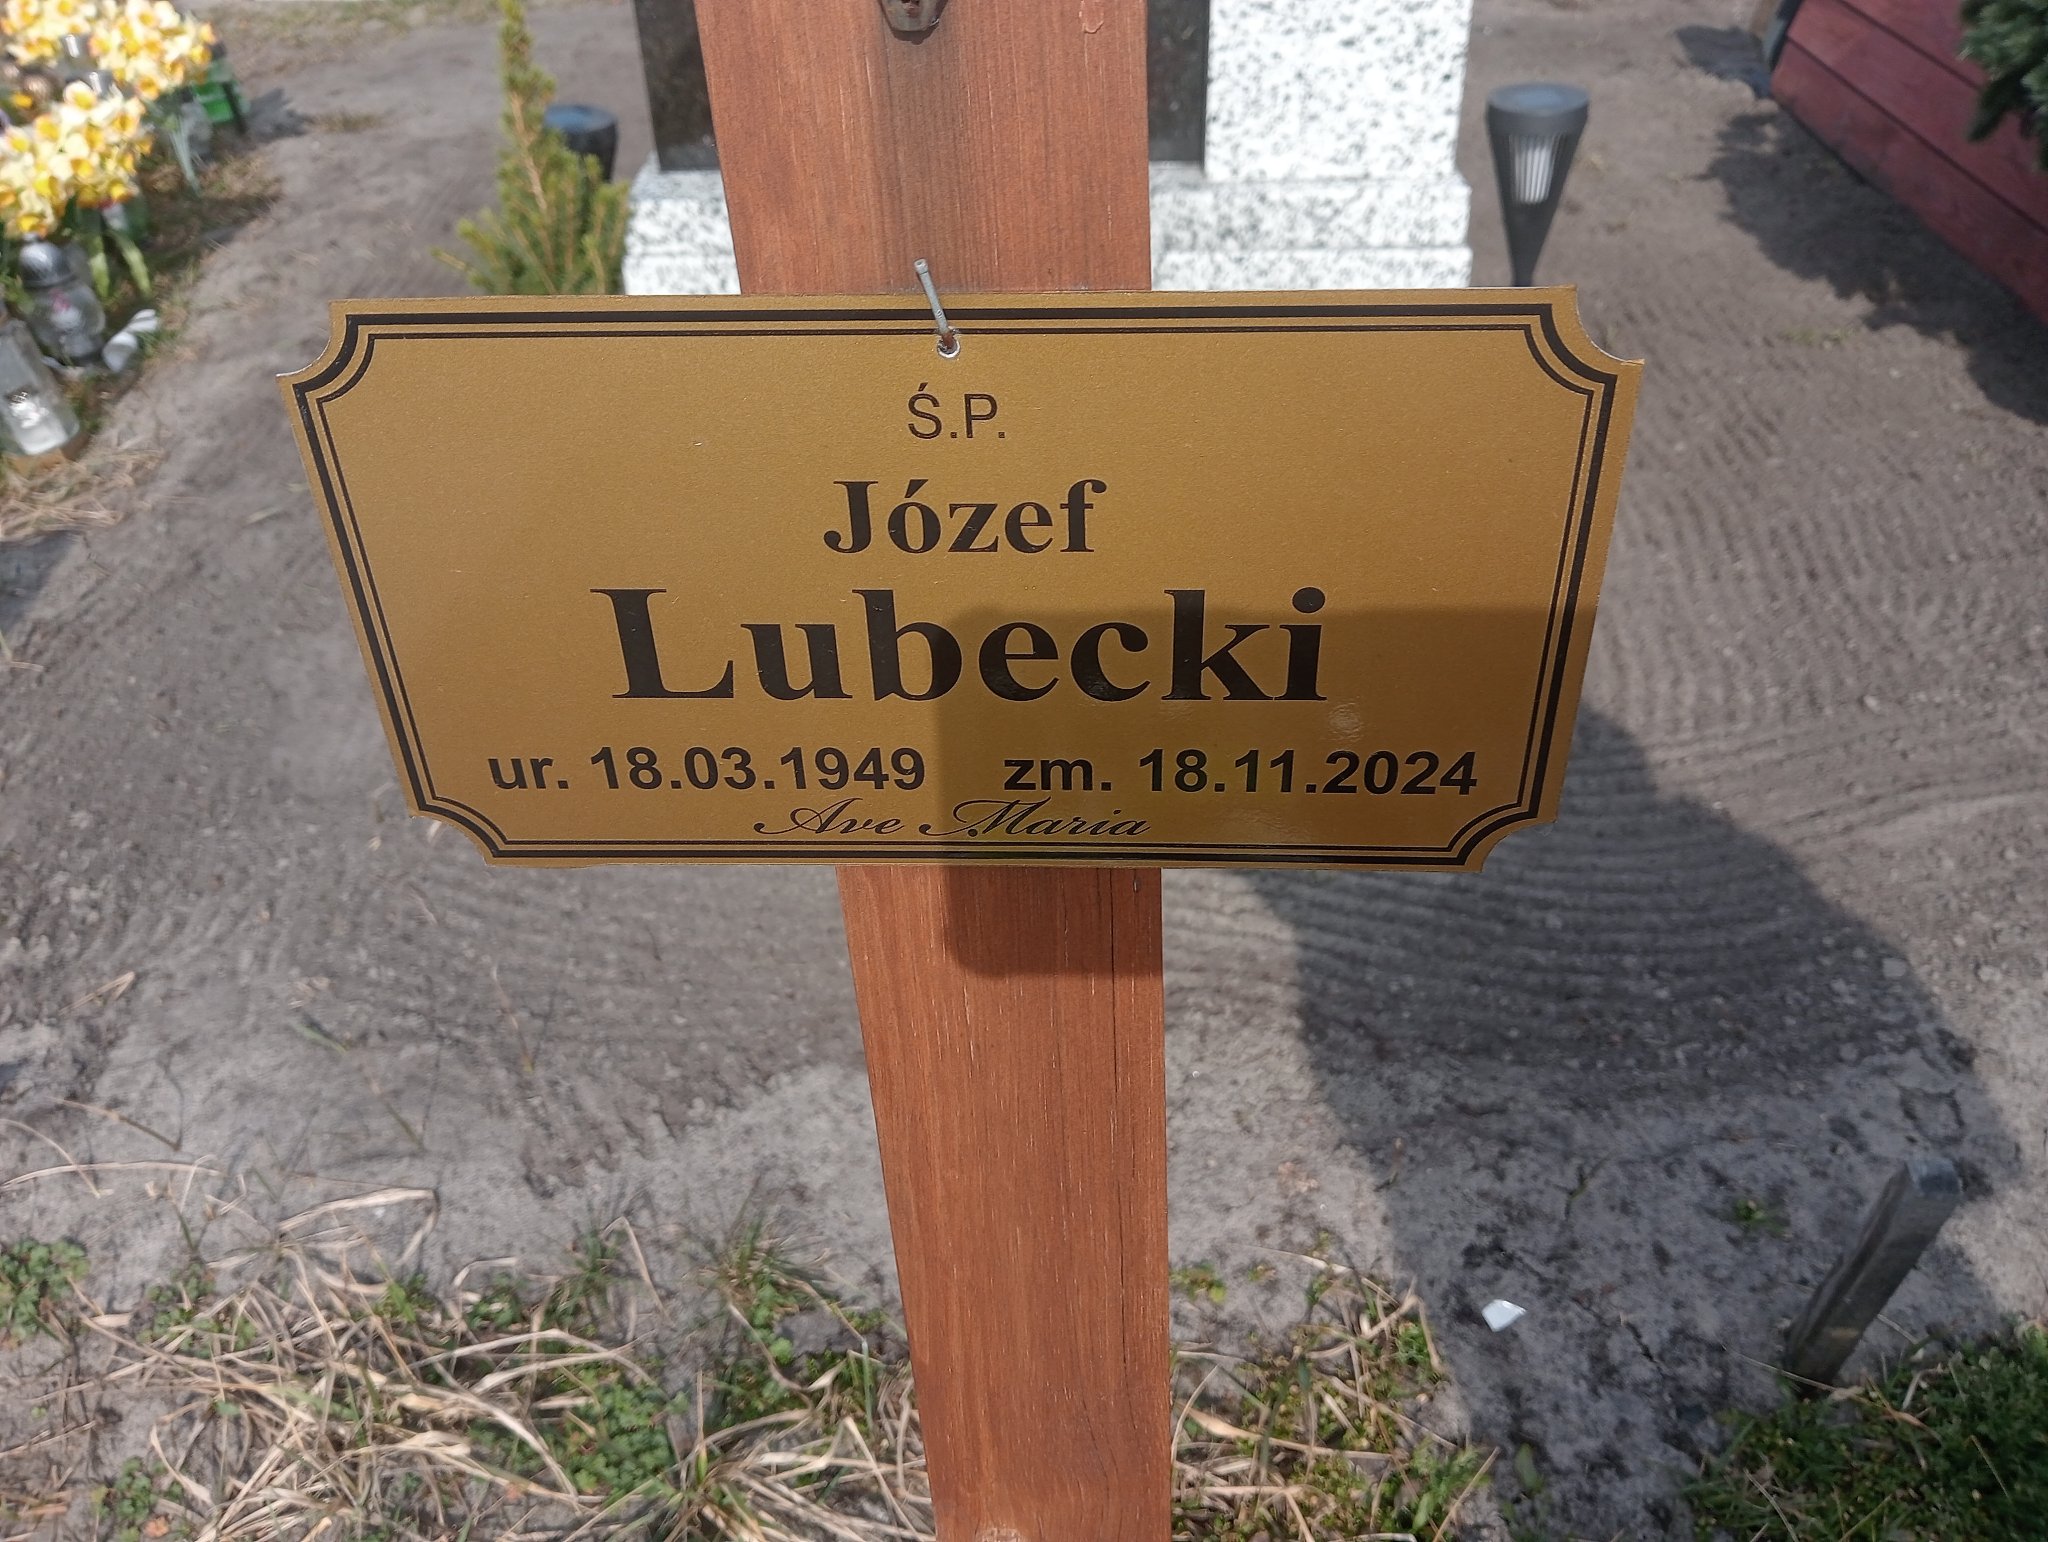 Ś.P.
Józef
Lubecki
ur. 18.03.1949 zm. 18.11.2024
Ave Maria